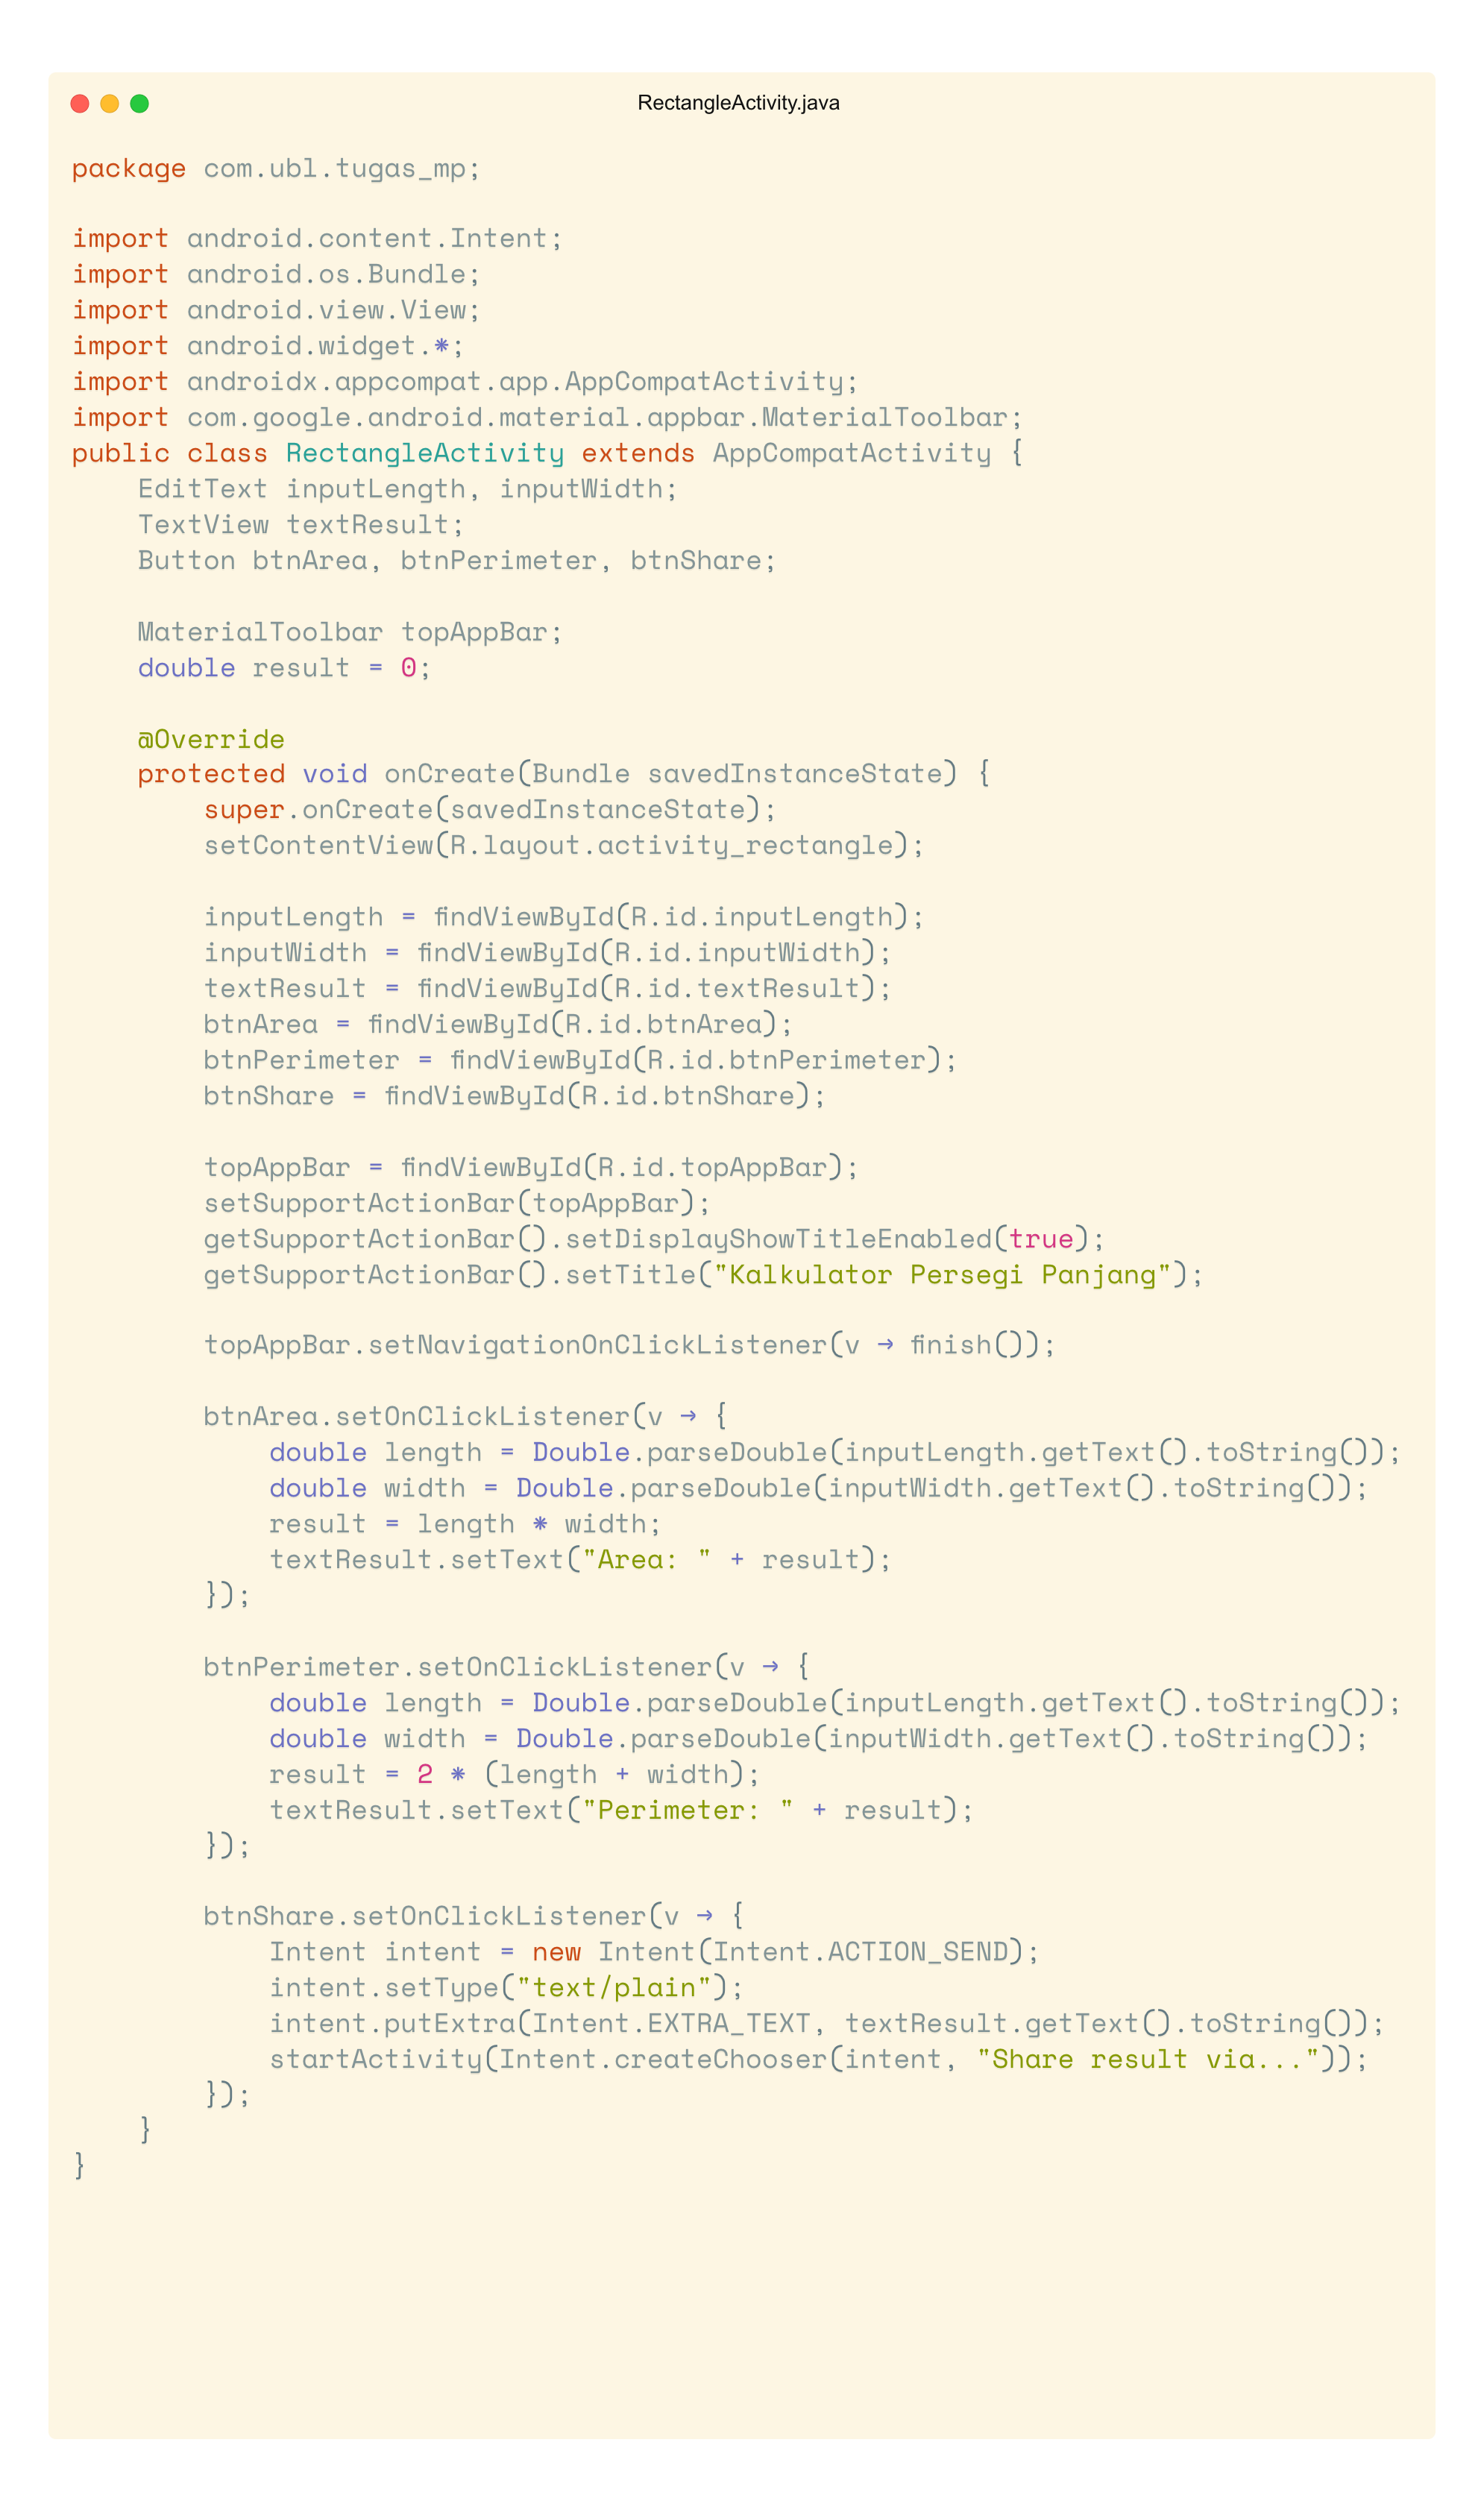 RectangleActivity.java
package com.ubl.tugas_mp;
import android.content.Intent;
import android.os.Bundle;
import android.view.View;
import android.widget.*;
import androidx.appcompat.app.AppCompatActivity;
import com.google.android.material.appbar.MaterialToolbar;
public class RectangleActivity extends AppCompatActivity {
    EditText inputLength, inputWidth;
    TextView textResult;
    Button btnArea, btnPerimeter, btnShare;
    MaterialToolbar topAppBar;
    double result = 0;
    @Override
    protected void onCreate(Bundle savedInstanceState) {
        super.onCreate(savedInstanceState);
        setContentView(R.layout.activity_rectangle);
        inputLength = findViewById(R.id.inputLength);
        inputWidth = findViewById(R.id.inputWidth);
        textResult = findViewById(R.id.textResult);
        btnArea = findViewById(R.id.btnArea);
        btnPerimeter = findViewById(R.id.btnPerimeter);
        btnShare = findViewById(R.id.btnShare);
        topAppBar = findViewById(R.id.topAppBar);
        setSupportActionBar(topAppBar);
        getSupportActionBar().setDisplayShowTitleEnabled(true);
        getSupportActionBar().setTitle("Kalkulator Persegi Panjang");
        topAppBar.setNavigationOnClickListener(v → finish());
        btnArea.setOnClickListener(v → {
            double length = Double.parseDouble(inputLength.getText().toString());
            double width = Double.parseDouble(inputWidth.getText().toString());
            result = length * width;
            textResult.setText("Area: " + result);
        });
        btnPerimeter.setOnClickListener(v → {
            double length = Double.parseDouble(inputLength.getText().toString());
            double width = Double.parseDouble(inputWidth.getText().toString());
            result = 2 * (length + width);
            textResult.setText("Perimeter: " + result);
        });
        btnShare.setOnClickListener(v → {
            Intent intent = new Intent(Intent.ACTION_SEND);
            intent.setType("text/plain");
            intent.putExtra(Intent.EXTRA_TEXT, textResult.getText().toString());
            startActivity(Intent.createChooser(intent, "Share result via..."));
        });
    }
}